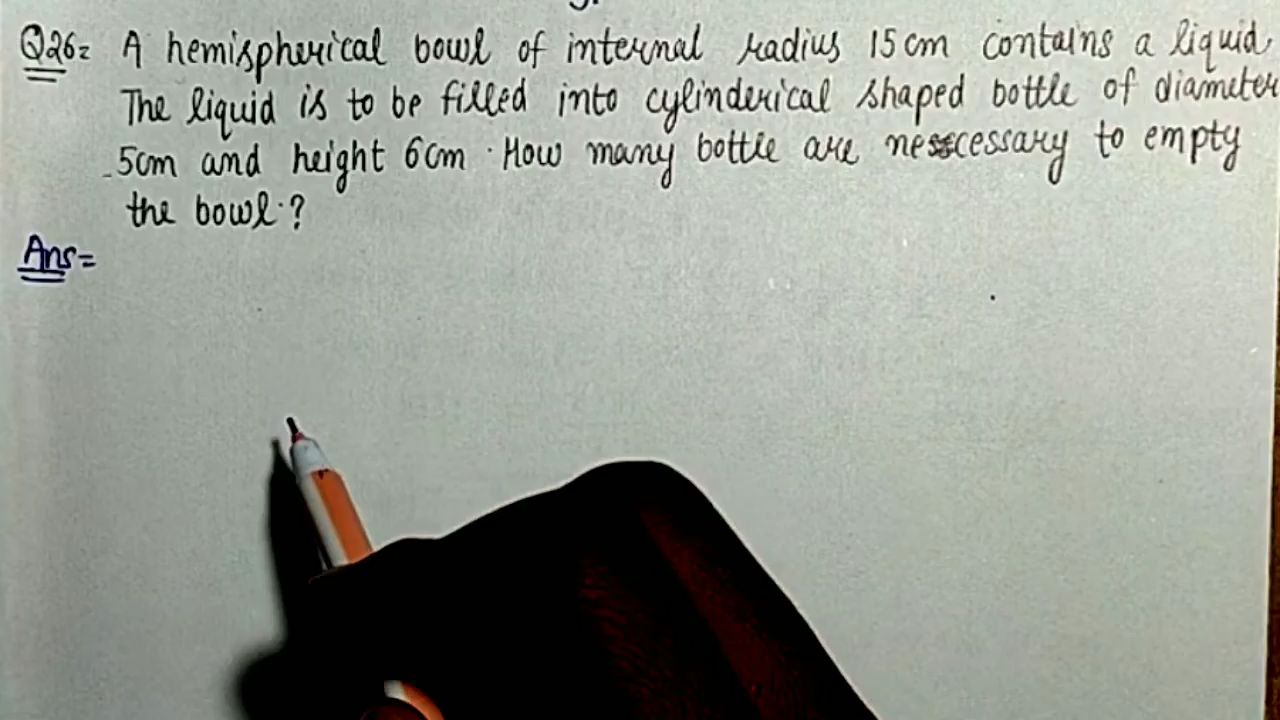 Q26= A hemispherical bowl of internal radius 15cm contains a liquid.
The liquid is to be filled into cylinderical shaped bottle of diameter
5cm and height 6cm. How many bottle are nesscessary to empty
the bowl.?
Ans=